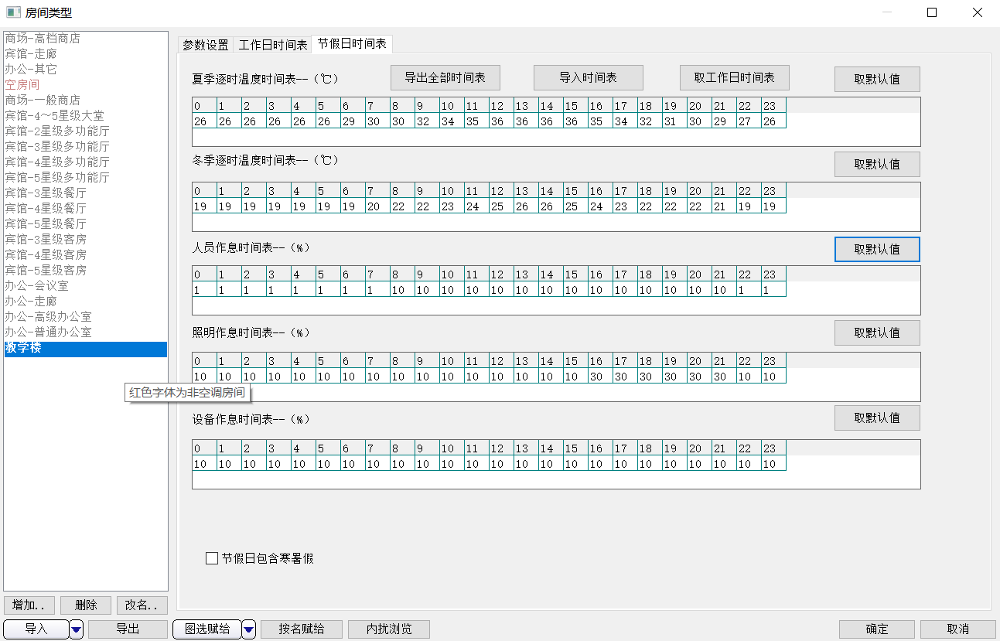 房间类型
商场-高档商店
宾馆-走廊
办公-其它
空房间
商场-一般商店
宾馆-4～5星级大堂
宾馆-2星级多功能厅
宾馆-3星级多功能厅
宾馆-4星级多功能厅
宾馆-5星级多功能厅
宾馆-3星级餐厅
宾馆-4星级餐厅
宾馆-5星级餐厅
宾馆-3星级客房
宾馆-4星级客房
宾馆-5星级客房
办公-会议室
办公-走廊
办公-高级办公室
办公-普通办公室
教学楼
红色字体为非空调房间
参数设置 工作日时间表 节假日时间表
夏季逐时温度时间表--（℃） 导出全部时间表 导入时间表 取工作日时间表 取默认值
0 1 2 3 4 5 6 7 8 9 10 11 12 13 14 15 16 17 18 19 20 21 22 23
26 26 26 26 26 26 29 30 30 32 34 35 36 36 36 36 35 34 32 31 30 29 27 26
冬季逐时温度时间表--（℃） 取默认值
0 1 2 3 4 5 6 7 8 9 10 11 12 13 14 15 16 17 18 19 20 21 22 23
19 19 19 19 19 19 19 20 22 22 23 24 25 26 26 25 24 23 22 22 22 21 19 19
人员作息时间表--（%） 取默认值
0 1 2 3 4 5 6 7 8 9 10 11 12 13 14 15 16 17 18 19 20 21 22 23
1 1 1 1 1 1 1 1 10 10 10 10 10 10 10 10 10 10 10 10 10 10 1 1
照明作息时间表--（%） 取默认值
0 1 2 3 4 5 6 7 8 9 10 11 12 13 14 15 16 17 18 19 20 21 22 23
10 10 10 10 10 10 10 10 10 10 10 10 10 10 10 10 30 30 30 30 30 30 10 10
设备作息时间表--（%） 取默认值
0 1 2 3 4 5 6 7 8 9 10 11 12 13 14 15 16 17 18 19 20 21 22 23
10 10 10 10 10 10 10 10 10 10 10 10 10 10 10 10 10 10 10 10 10 10 10 10
节假日包含寒暑假
增加.. 删除 改名..
导入 导出 图选赋给 按名赋给 内扰浏览 确定 取消